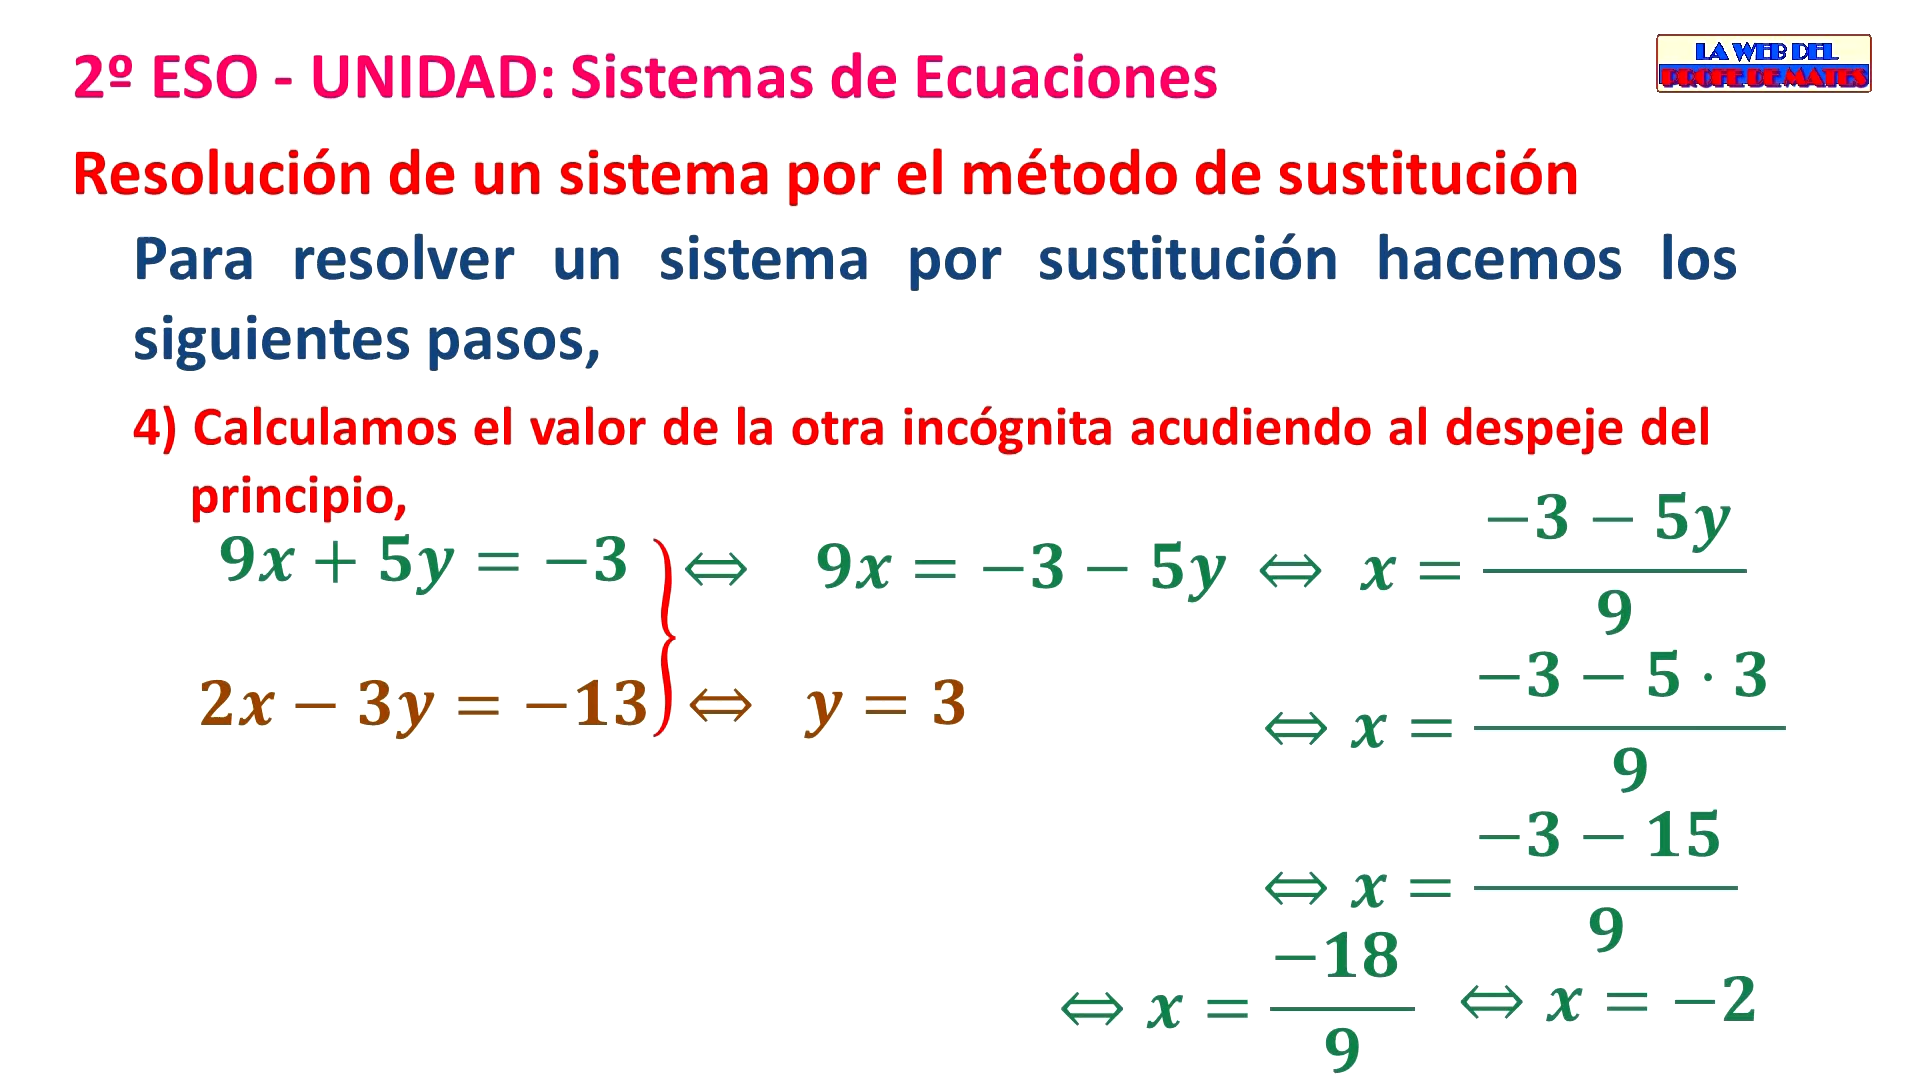 2º ESO - UNIDAD: Sistemas de Ecuaciones
LA WEB DEL
PROFE DE MATES
Resolución de un sistema por el método de sustitución
Para resolver un sistema por sustitución hacemos los
siguientes pasos,
4) Calculamos el valor de la otra incógnita acudiendo al despeje del
principio,
9x + 5y = −3 } ⇔ 9x = −3 − 5y ⇔ x = (−3 − 5y)/9
2x − 3y = −13 } ⇔ y = 3
⇔ x = (−3 − 5 · 3)/9
⇔ x = (−3 − 15)/9
⇔ x = −18/9 ⇔ x = −2